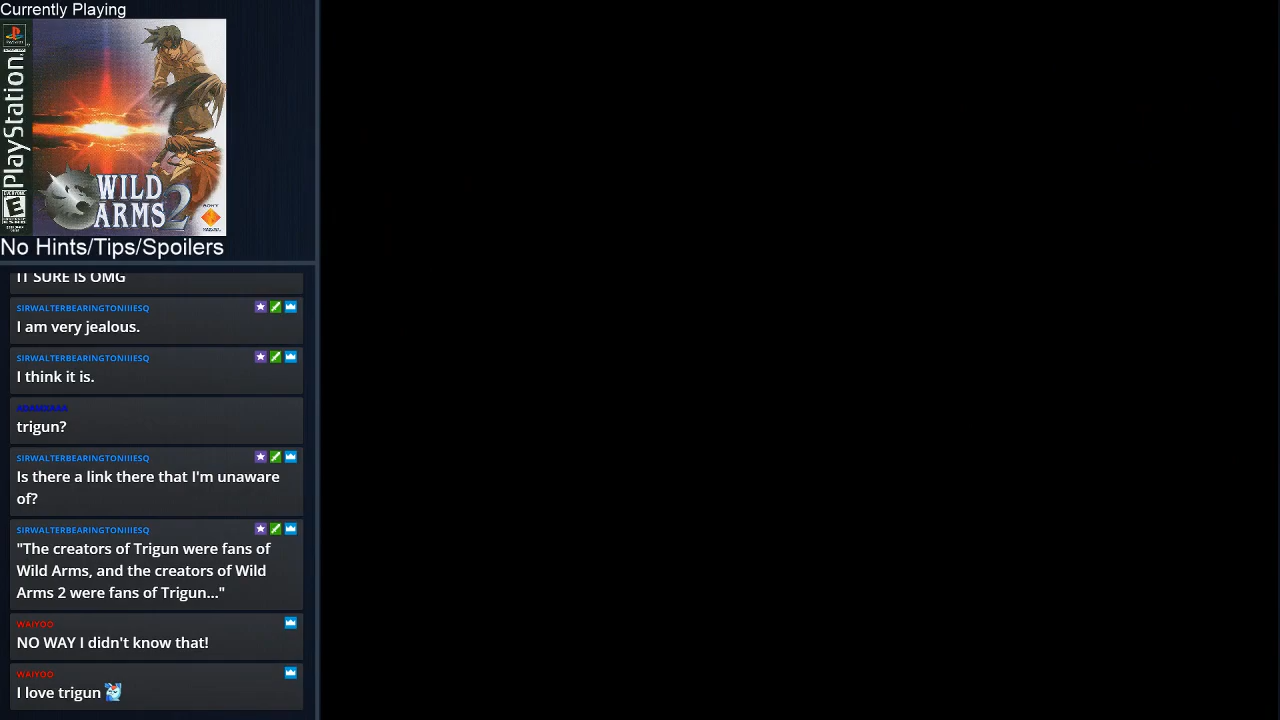 Currently Playing
PlayStation
WILD
ARMS 2
No Hints/Tips/Spoilers
IT SURE IS OMG
SIRWALTERBEARINGTONIIIESQ
I am very jealous.
SIRWALTERBEARINGTONIIIESQ
I think it is.
trigun?
SIRWALTERBEARINGTONIIIESQ
Is there a link there that I'm unaware
of?
SIRWALTERBEARINGTONIIIESQ
"The creators of Trigun were fans of
Wild Arms, and the creators of Wild
Arms 2 were fans of Trigun..."
WAIYOO
NO WAY I didn't know that!
WAIYOO
I love trigun